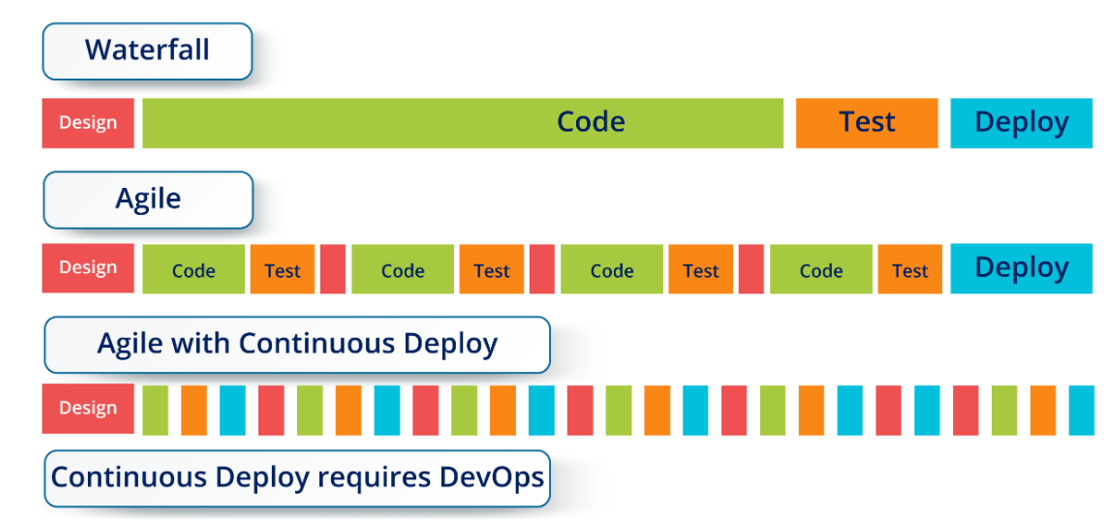 Waterfall
Design Code Test Deploy
Agile
Design Code Test Code Test Code Test Code Test Deploy
Agile with Continuous Deploy
Design
Continuous Deploy requires DevOps